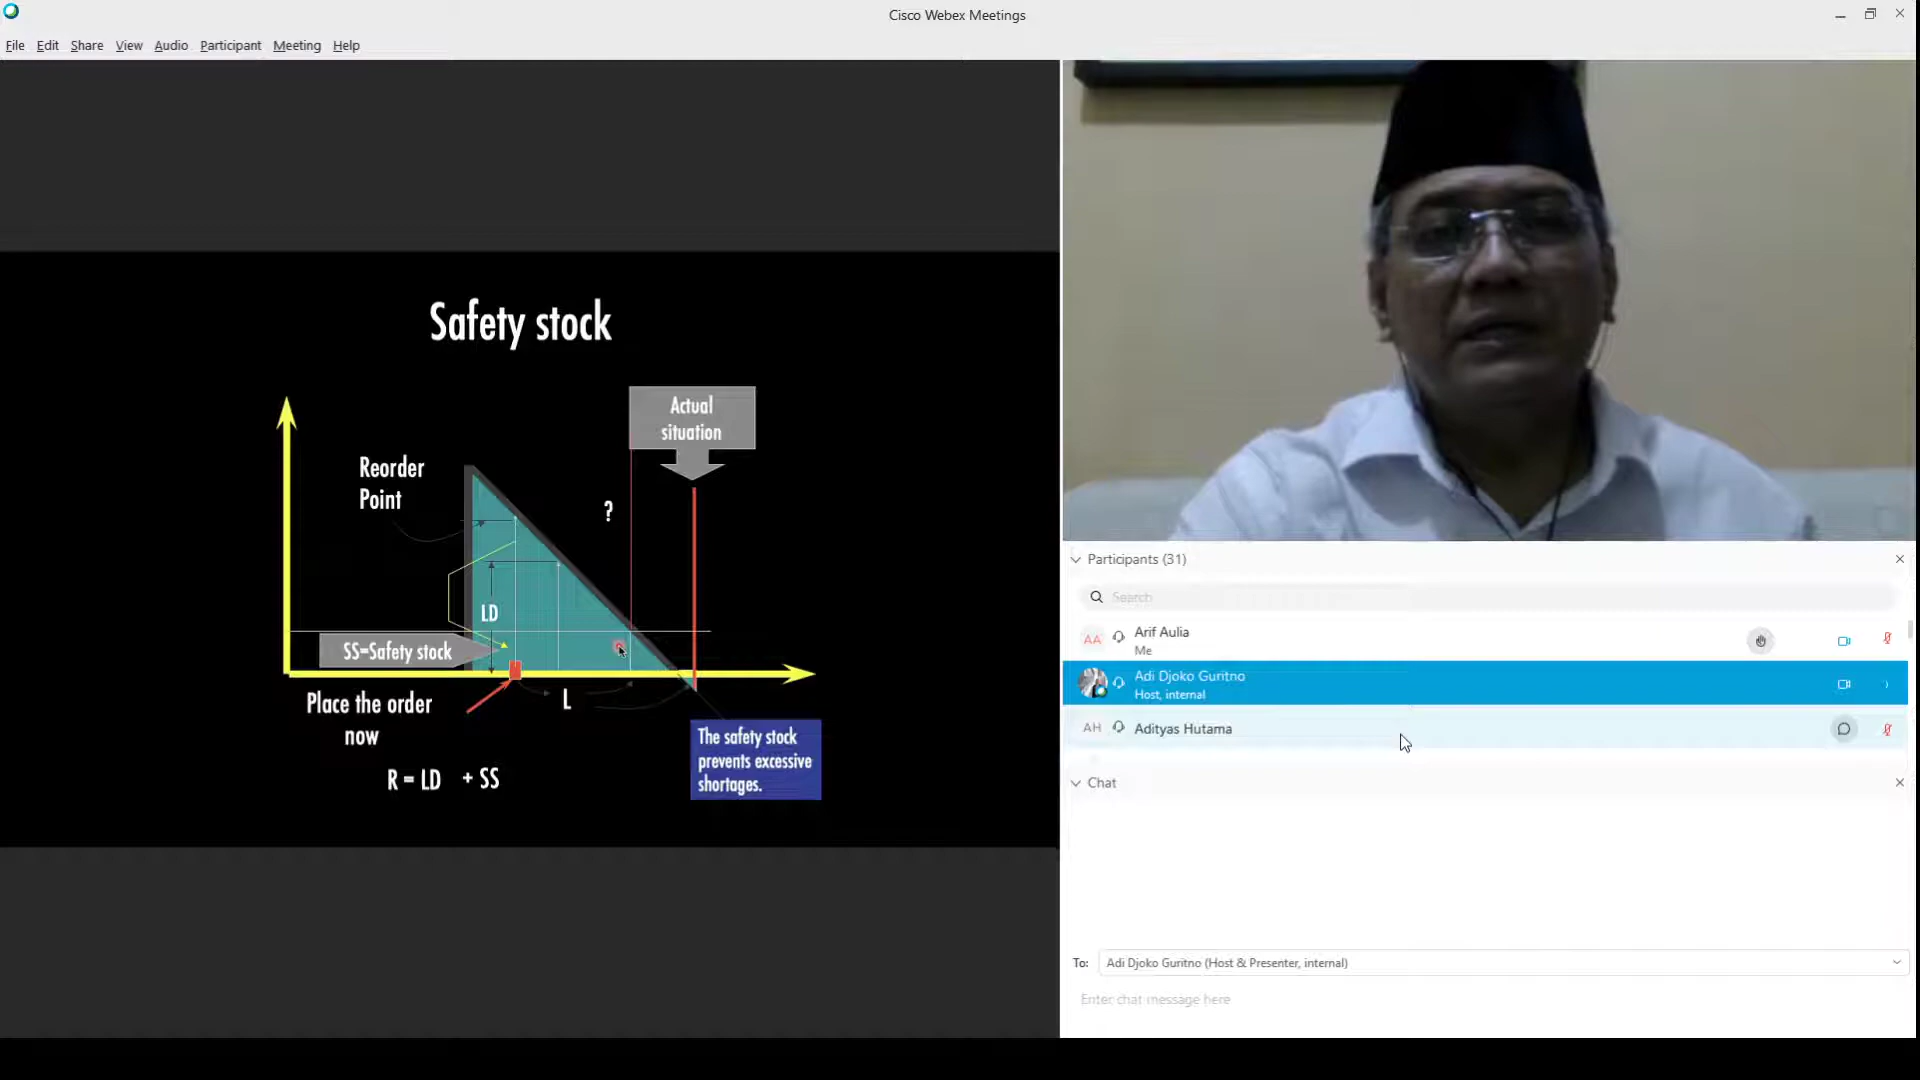 Cisco Webex Meetings
File Edit Share View Audio Participant Meeting Help
Safety stock
Actual
situation
Reorder
Point
?
LD
SS=Safety stock
Place the order
now
L
The safety stock
prevents excessive
shortages.
R = LD + SS
Participants (31)
Search
AA
Arif Aulia
Me
Adi Djoko Guritno
Host, internal
AH
Adityas Hutama
Chat
To: Adi Djoko Guritno (Host & Presenter, internal)
Enter chat message here